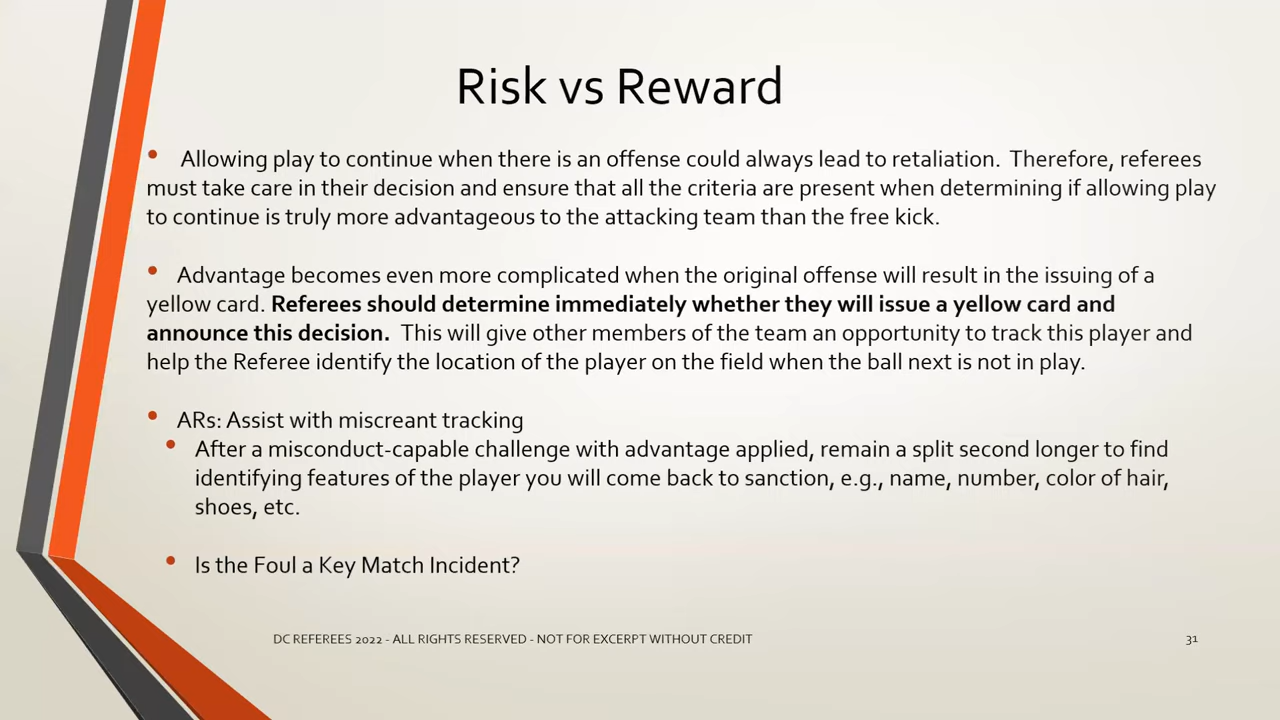 Risk vs Reward
• Allowing play to continue when there is an offense could always lead to retaliation. Therefore, referees
must take care in their decision and ensure that all the criteria are present when determining if allowing play
to continue is truly more advantageous to the attacking team than the free kick.
• Advantage becomes even more complicated when the original offense will result in the issuing of a
yellow card. Referees should determine immediately whether they will issue a yellow card and
announce this decision. This will give other members of the team an opportunity to track this player and
help the Referee identify the location of the player on the field when the ball next is not in play.
• ARs: Assist with miscreant tracking
• After a misconduct-capable challenge with advantage applied, remain a split second longer to find
identifying features of the player you will come back to sanction, e.g., name, number, color of hair,
shoes, etc.
• Is the Foul a Key Match Incident?
DC REFEREES 2022 - ALL RIGHTS RESERVED - NOT FOR EXCERPT WITHOUT CREDIT
31